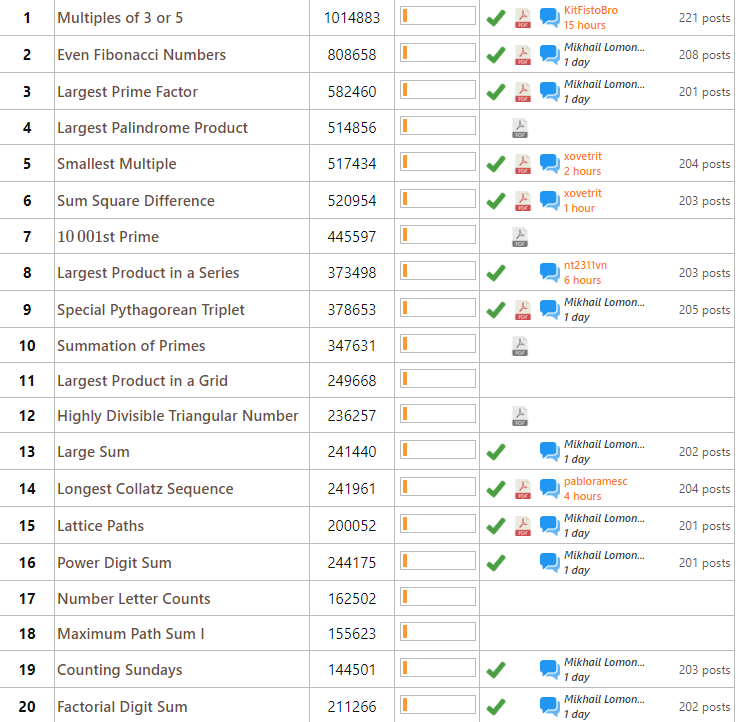 1 Multiples of 3 or 5 1014883 PDF KitFistoBro 15 hours 221 posts
2 Even Fibonacci Numbers 808658 PDF Mikhail Lomon... 1 day 208 posts
3 Largest Prime Factor 582460 PDF Mikhail Lomon... 1 day 201 posts
4 Largest Palindrome Product 514856 PDF
5 Smallest Multiple 517434 PDF xovetrit 2 hours 204 posts
6 Sum Square Difference 520954 PDF xovetrit 1 hour 203 posts
7 10 001st Prime 445597 PDF
8 Largest Product in a Series 373498 nt2311vn 6 hours 203 posts
9 Special Pythagorean Triplet 378653 PDF Mikhail Lomon... 1 day 205 posts
10 Summation of Primes 347631 PDF
11 Largest Product in a Grid 249668
12 Highly Divisible Triangular Number 236257 PDF
13 Large Sum 241440 Mikhail Lomon... 1 day 202 posts
14 Longest Collatz Sequence 241961 PDF pabloramesc 4 hours 204 posts
15 Lattice Paths 200052 PDF Mikhail Lomon... 1 day 201 posts
16 Power Digit Sum 244175 Mikhail Lomon... 1 day 201 posts
17 Number Letter Counts 162502
18 Maximum Path Sum I 155623
19 Counting Sundays 144501 Mikhail Lomon... 1 day 203 posts
20 Factorial Digit Sum 211266 Mikhail Lomon... 1 day 202 posts